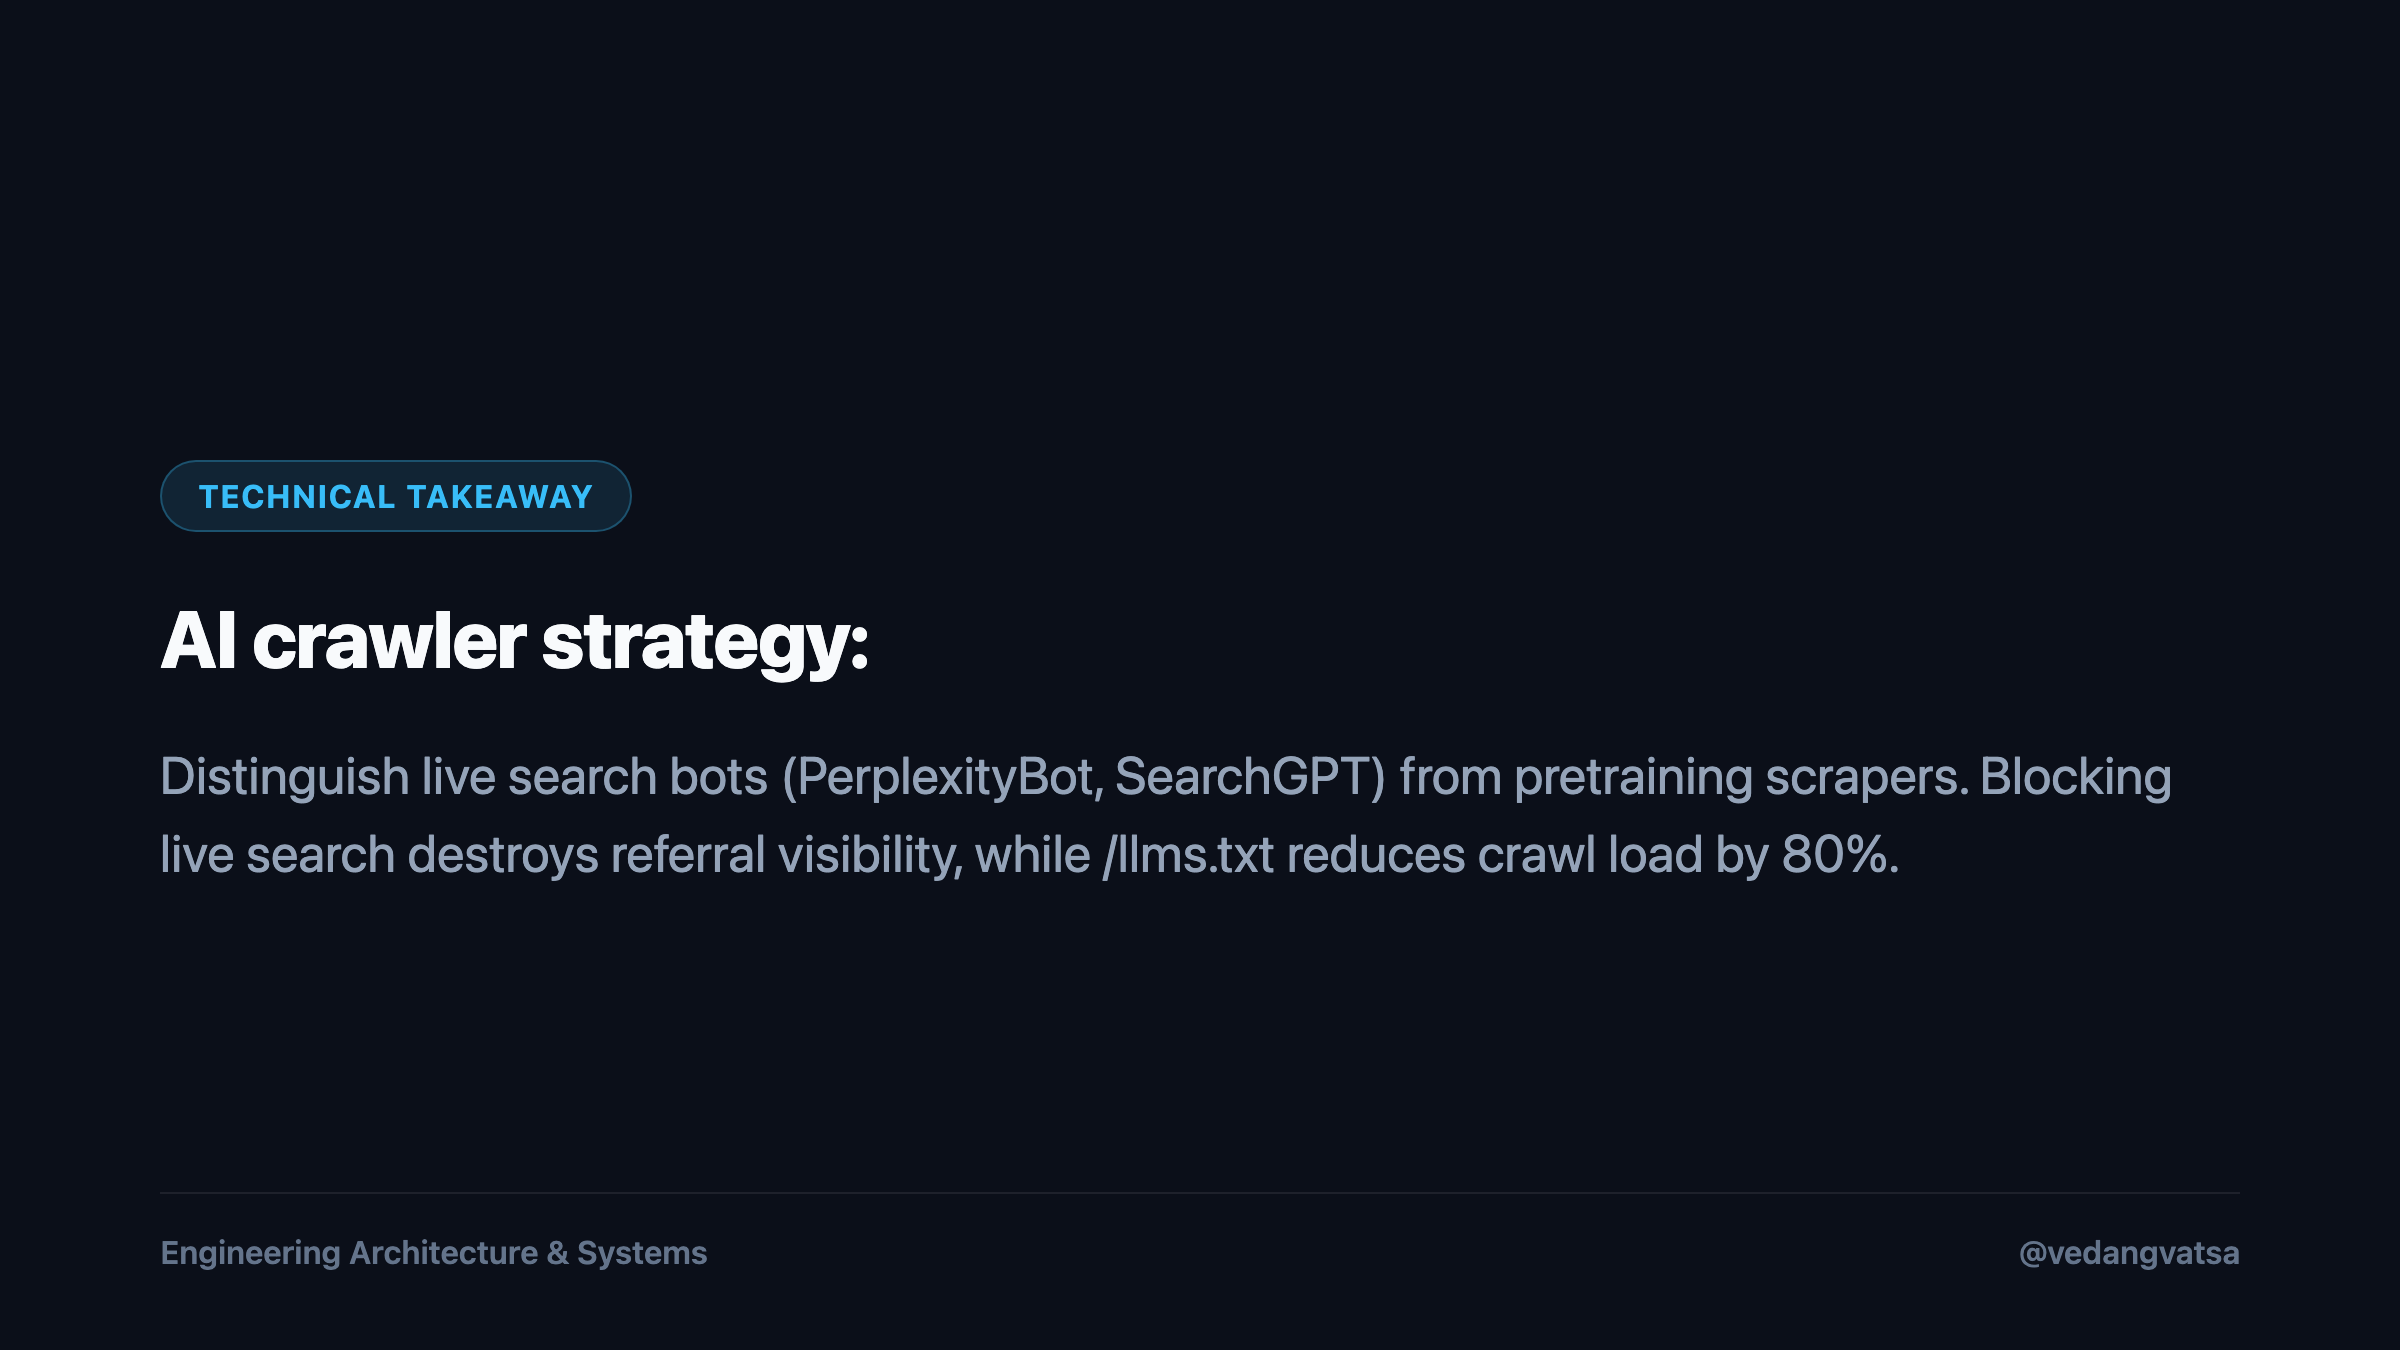 TECHNICAL TAKEAWAY
AI crawler strategy:
Distinguish live search bots (PerplexityBot, SearchGPT) from pretraining scrapers. Blocking
live search destroys referral visibility, while /llms.txt reduces crawl load by 80%.
Engineering Architecture & Systems
@vedangvatsa